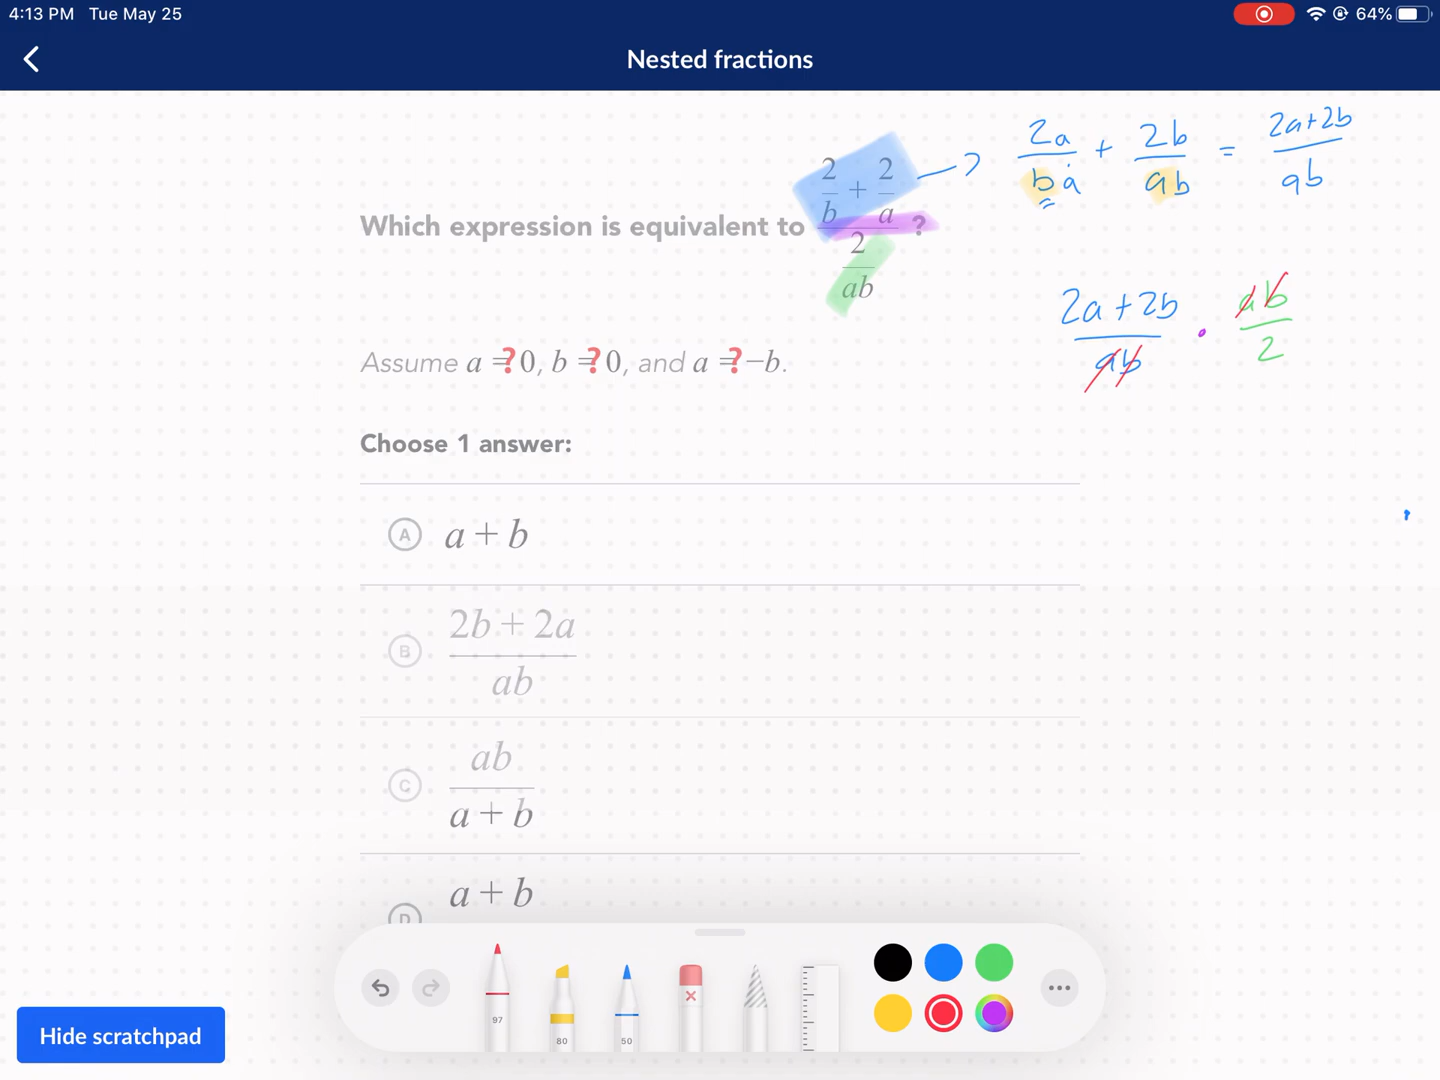 4:13 PM Tue May 25 64%
Nested fractions
2/b + 2/a → 2a/ba + 2b/ab = 2a+2b/ab
Which expression is equivalent to ?
2/ab
2a+2b/ab · ab/2
Assume a =?0, b =?0, and a =?−b.
Choose 1 answer:
A a + b
B 2b + 2a/ab
C ab/a + b
D a + b
97 80 50
Hide scratchpad